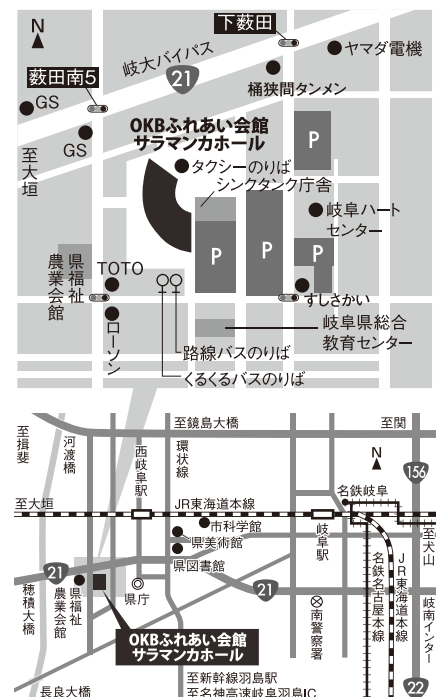 N
下薮田
ヤマダ電機
岐大バイパス
21
桶狭間タンメン
薮田南5
GS
GS
至大垣
OKBふれあい会館
サラマンカホール
P
タクシーのりば
シンクタンク庁舎
岐阜ハート
センター
P
P
P
県福祉
農業会館
TOTO
ローソン
すしさかい
岐阜県総合
教育センター
路線バスのりば
くるくるバスのりば
至揖斐
河渡橋
至鏡島大橋
至関
西岐阜駅
環状線
N
156
名鉄岐阜
至大垣
JR東海道本線
市科学館
県美術館
県図書館
岐阜駅
至犬山
JR東海道本線
名鉄名古屋本線
岐南インター
21
穂積大橋
県福祉
農業会館
県庁
21
南警察署
OKBふれあい会館
サラマンカホール
長良大橋
至新幹線羽島駅
至名神高速岐阜羽島IC
22